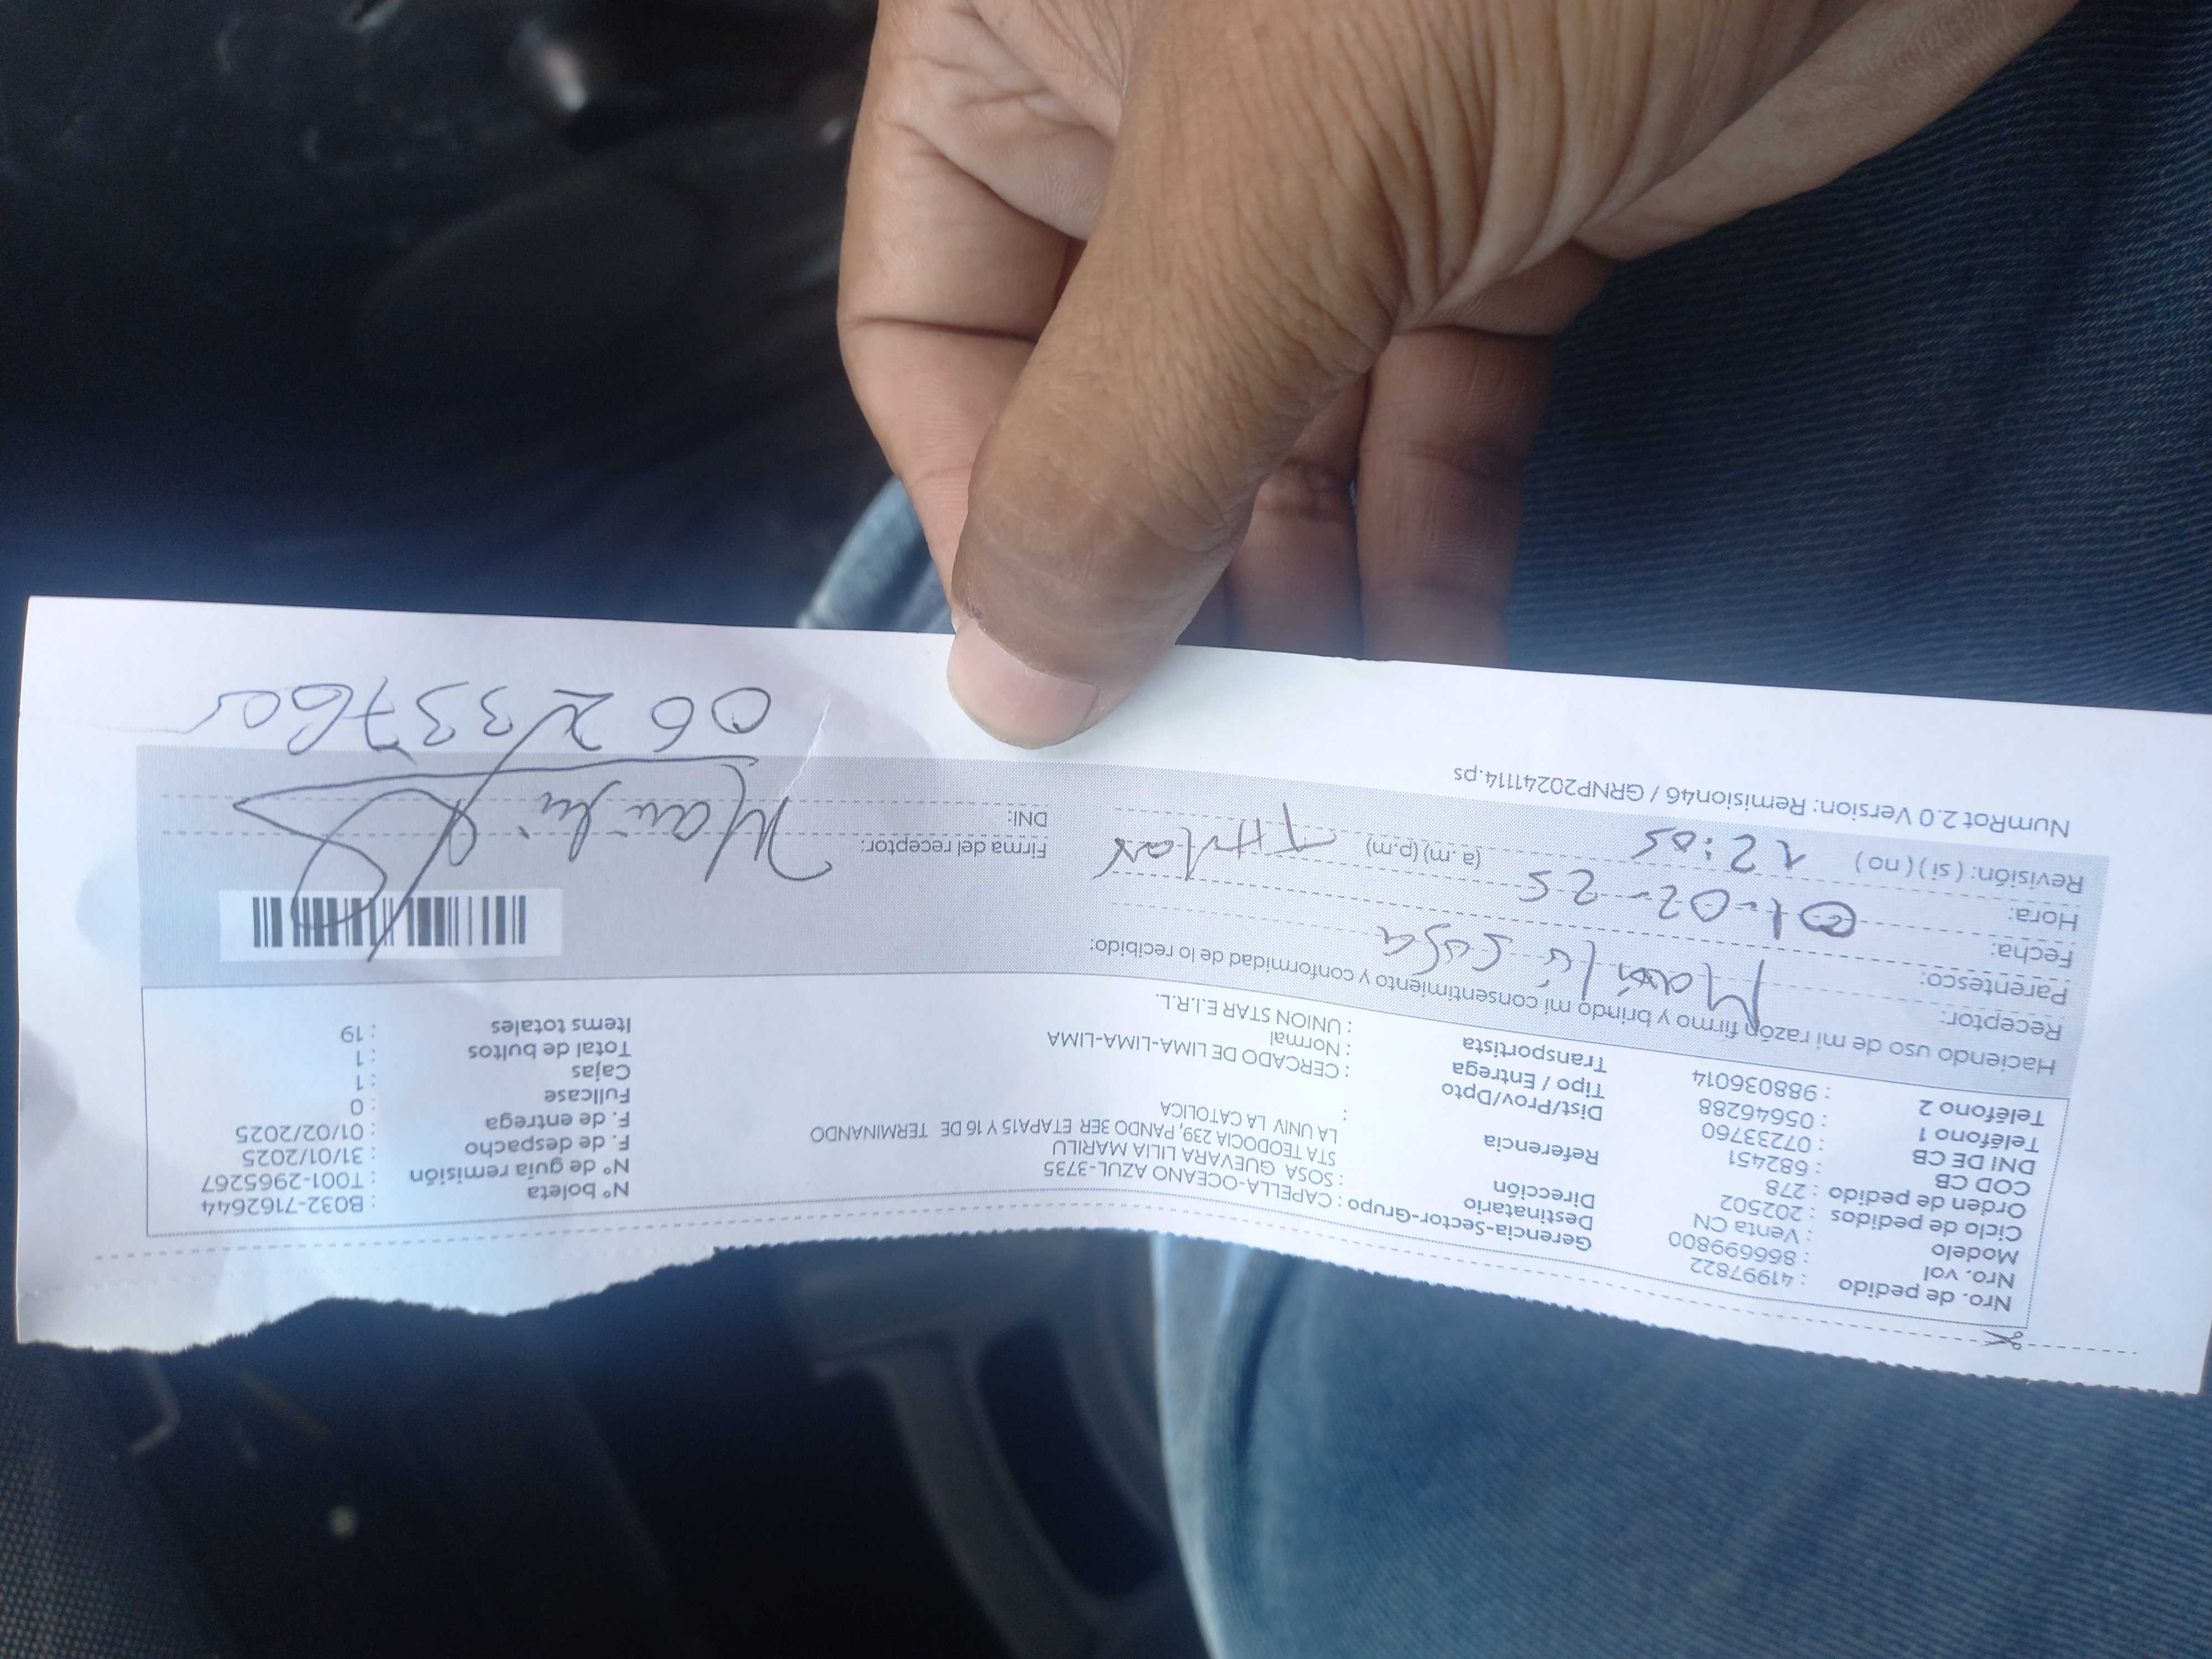 Nro. de pedido : 41997822
Nro. vol : 866699800
Modelo : Venta CN
Ciclo de pedidos : 202502
Orden de pedido : 278
COD CB : 682451
DNI DE CB : 07233760
Teléfono 1 : 05646288
Teléfono 2 : 988036014
Gerencia-Sector-Grupo : CAPELLA-OCEANO AZUL-3735
Destinatario : SOSA GUEVARA LILIA MARILU
Dirección STA TEODOCIA 239, PANDO 3ER ETAPA15 Y 16 DE TERMINANDO
LA UNIV LA CATOLICA
Referencia :
Dist/Prov/Dpto : CERCADO DE LIMA-LIMA-LIMA
Tipo / Entrega : Normal
Transportista : UNION STAR E.I.R.L.
N° boleta : B032-7162644
N° de guía remisión : T001-2965267
F. de despacho : 31/01/2025
F. de entrega : 01/02/2025
Fullcase : 0
Cajas : 1
Total de bultos : 1
Items totales : 19
Haciendo uso de mi razón firmo y brindo mi consentimiento y conformidad de lo recibido:
Receptor: Marilú Sosa
Parentesco:
Fecha: 01-02-25
Hora: 12:05 (a.m) (p.m)
Revisión: ( si ) ( no )
Firma del receptor:
DNI:
NumRot 2.0 Version: Remision46 / GRNP20241114.ps